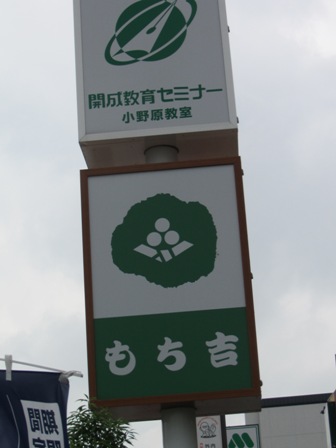 開成教育セミナー
小野原教室
もち吉